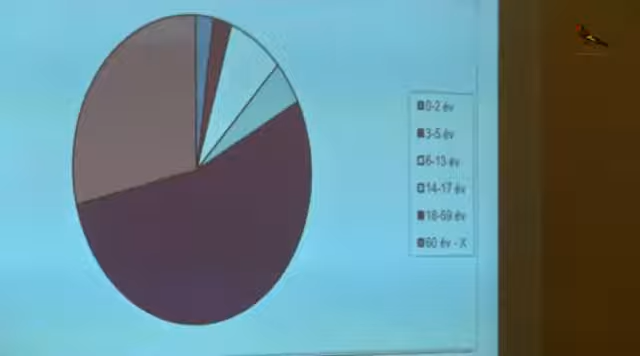 0-2 év
3-5 év
6-13 év
14-17 év
18-59 év
60 év - X